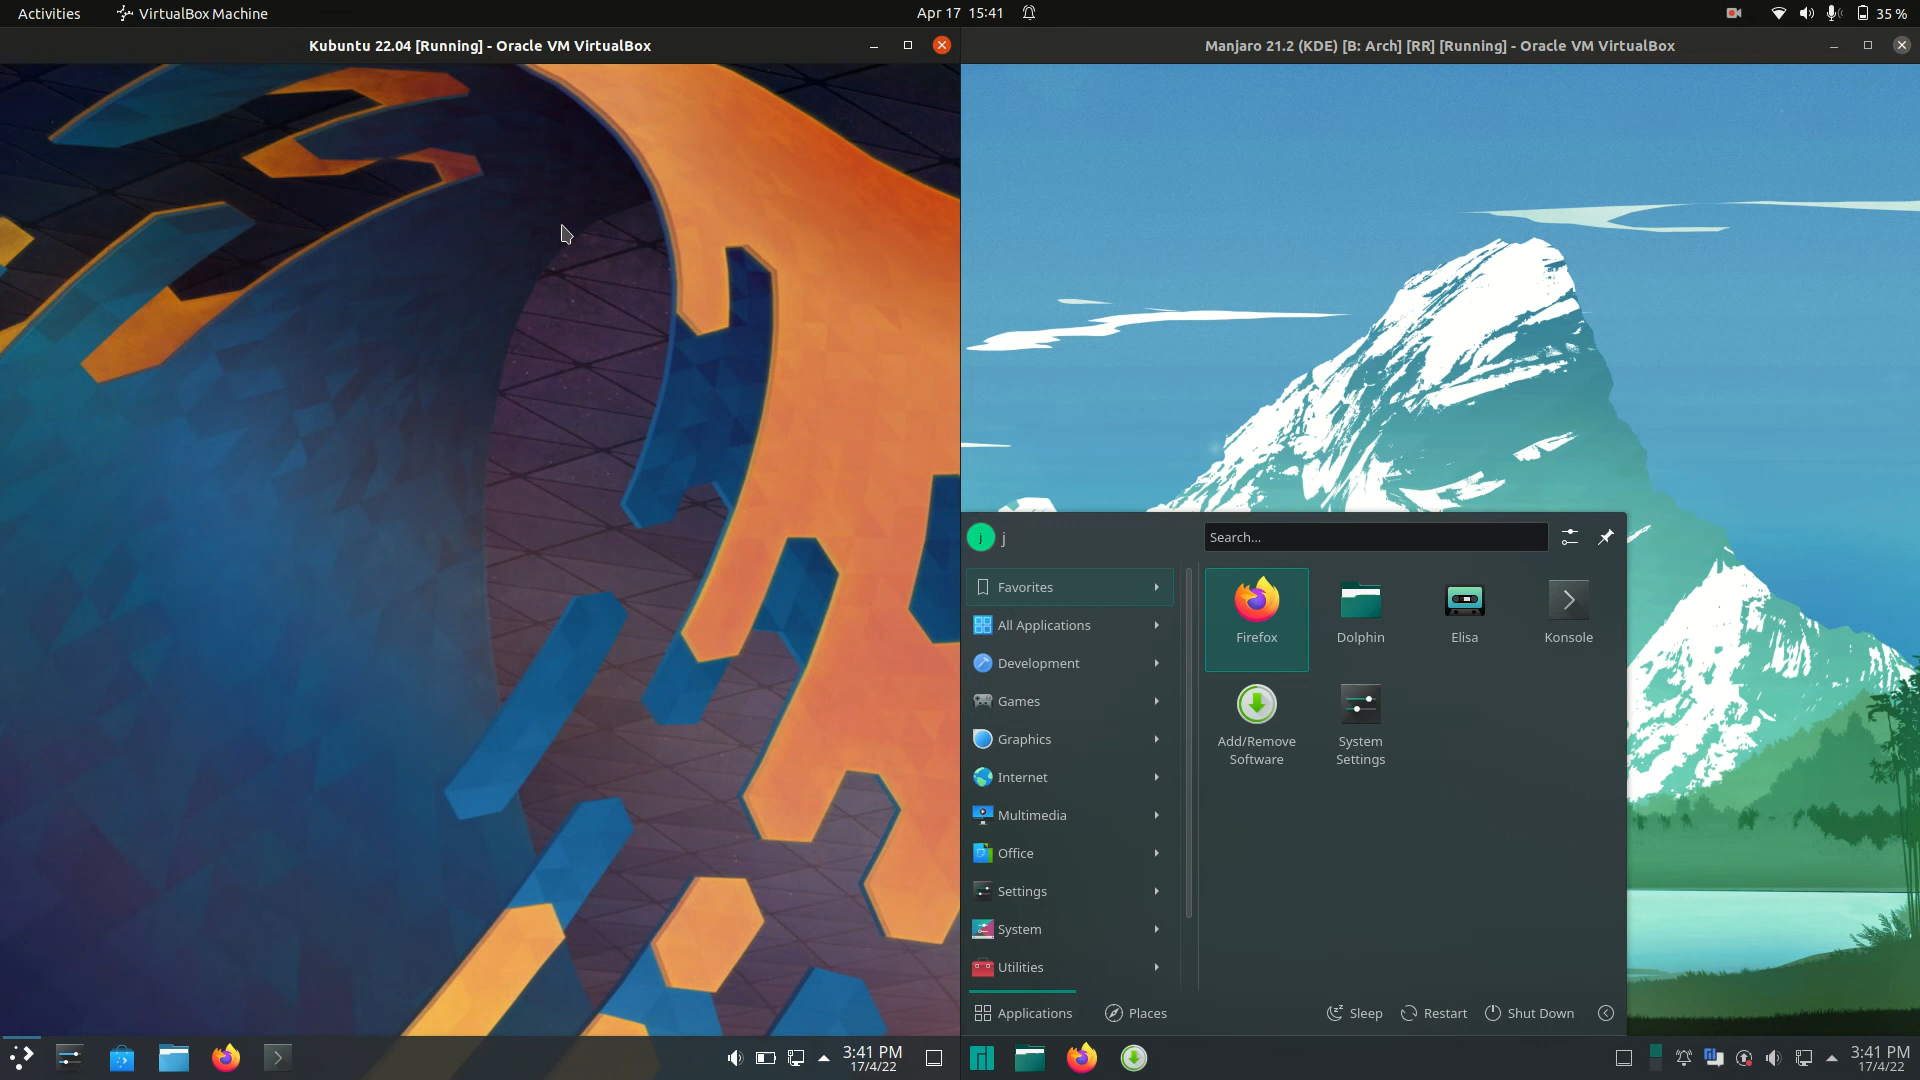 Activities
VirtualBox Machine
Apr 17 15:41
35 %
Kubuntu 22.04 [Running] - Oracle VM VirtualBox
Manjaro 21.2 (KDE) [B: Arch] [RR] [Running] - Oracle VM VirtualBox
j
j
Search...
Favorites
All Applications
Development
Games
Graphics
Internet
Multimedia
Office
Settings
System
Utilities
Firefox
Dolphin
Elisa
Konsole
Add/Remove
Software
System
Settings
Applications
Places
Sleep
Restart
Shut Down
3:41 PM
17/4/22
3:41 PM
17/4/22